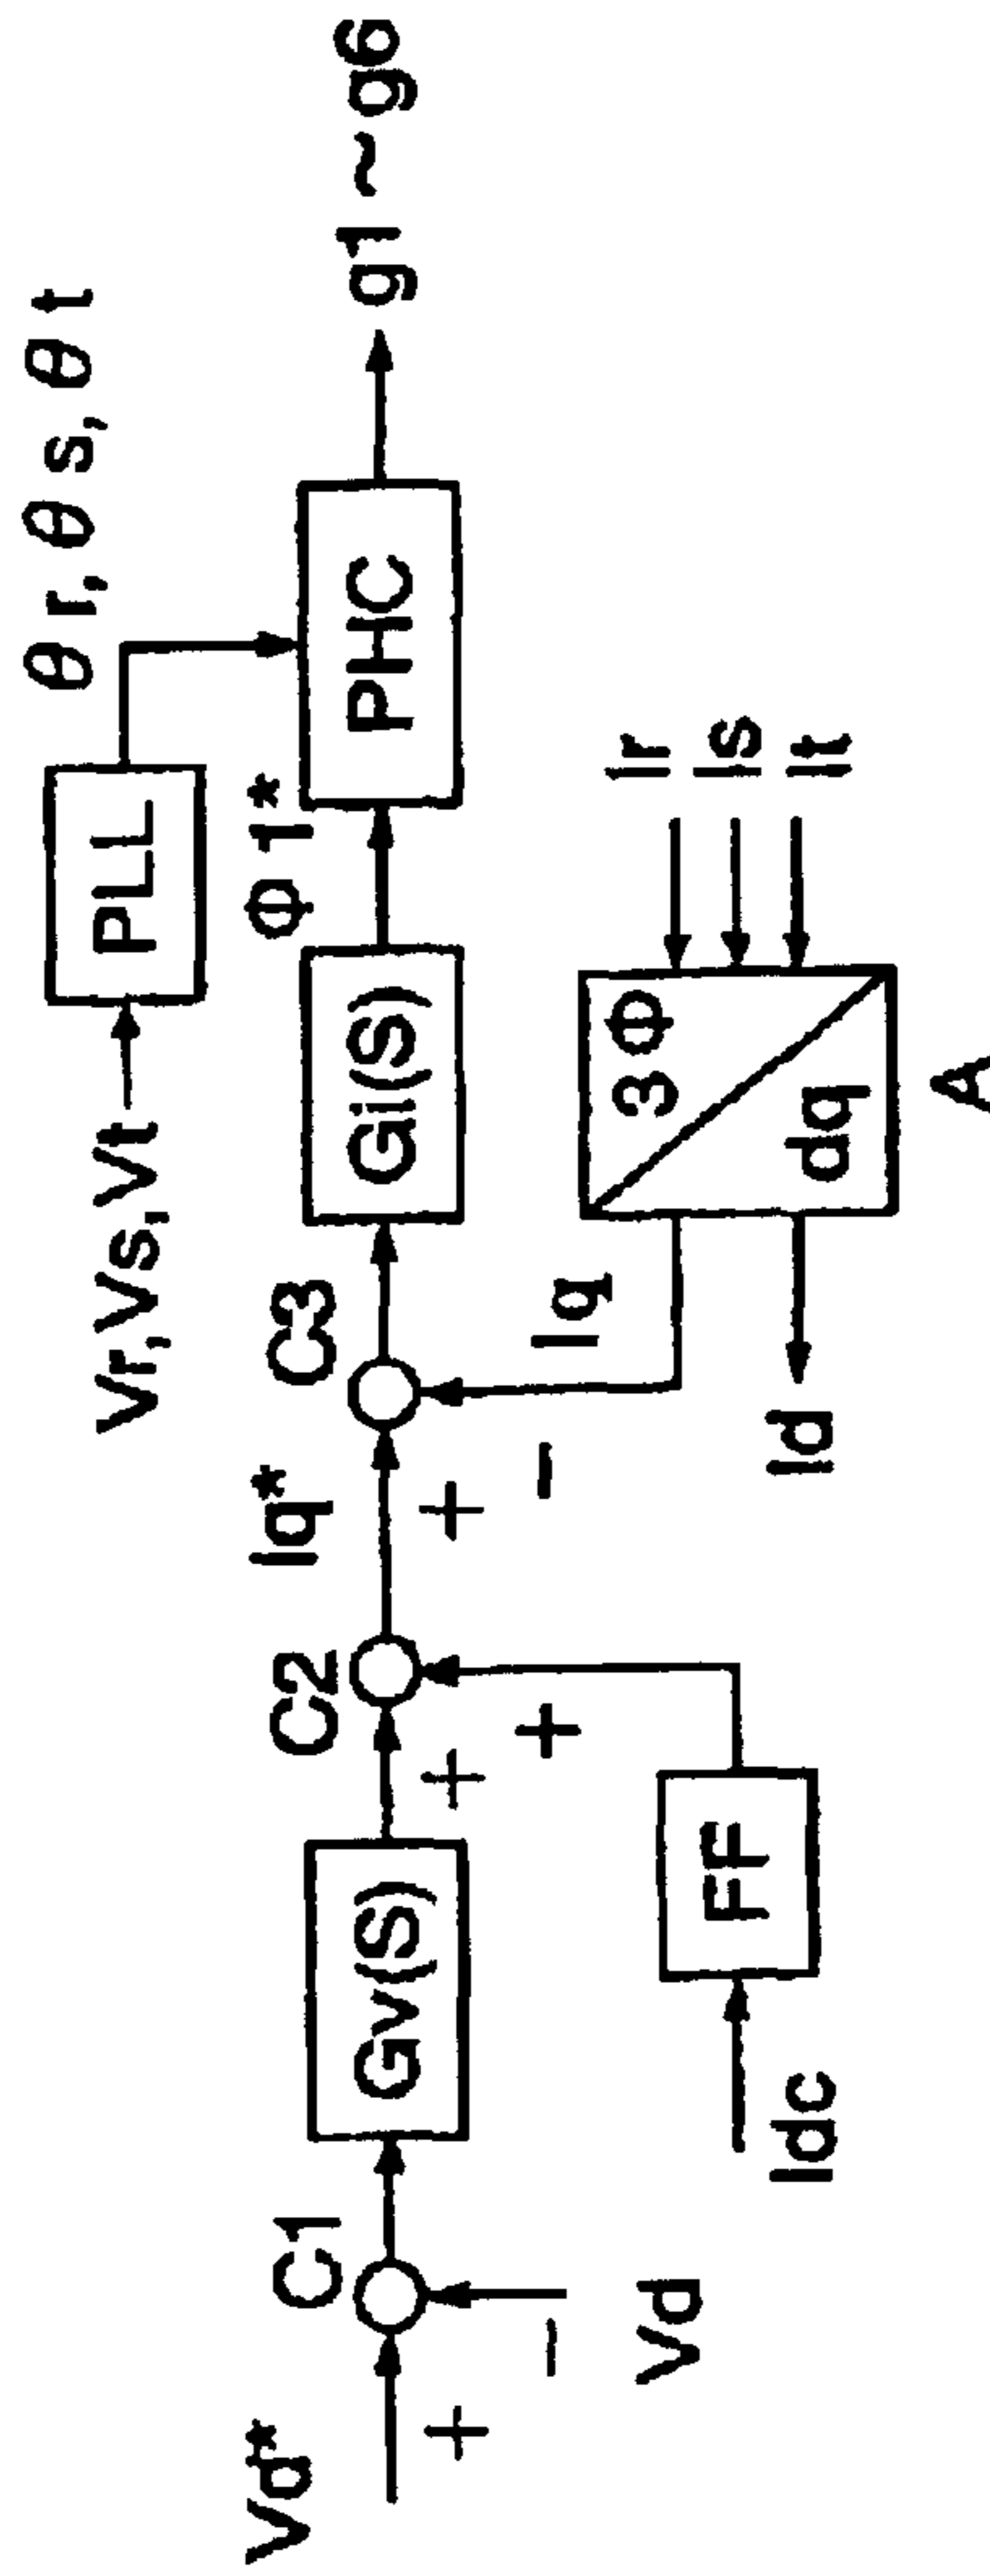 Vr,Vs,Vt
PLL
θr,θs,θt
Vd*
C1
Gv(S)
C2
Iq*
C3
Gi(S)
Φ1*
PHC
g1~g6
+
−
+
+
+
−
Vd
Idc
FF
Iq
Id
3Φ
dq
Ir
Is
It
A